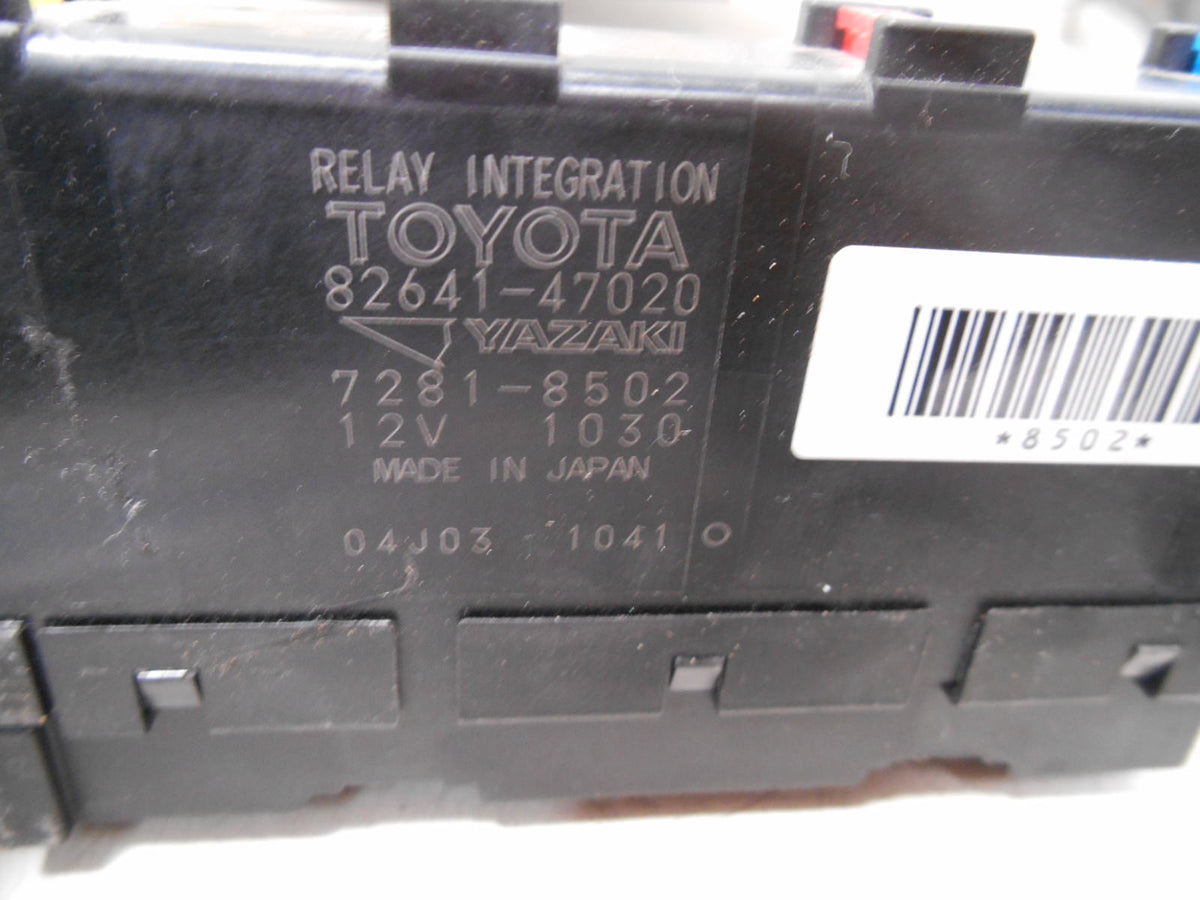 RELAY INTEGRATION
TOYOTA
82641-47020
YAZAKI
7281-8502
12V 1030
MADE IN JAPAN
04J03 1041
*8502*